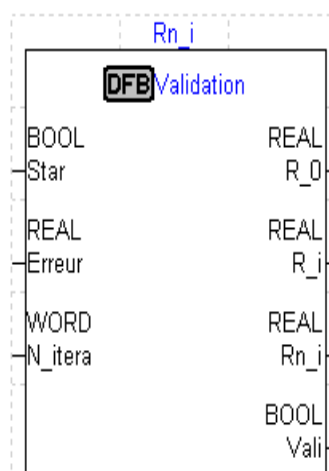 Rn_i
DFB Validation
BOOL REAL
Star R_0
REAL REAL
Erreur R_i
WORD REAL
N_itera Rn_i
BOOL
Vali